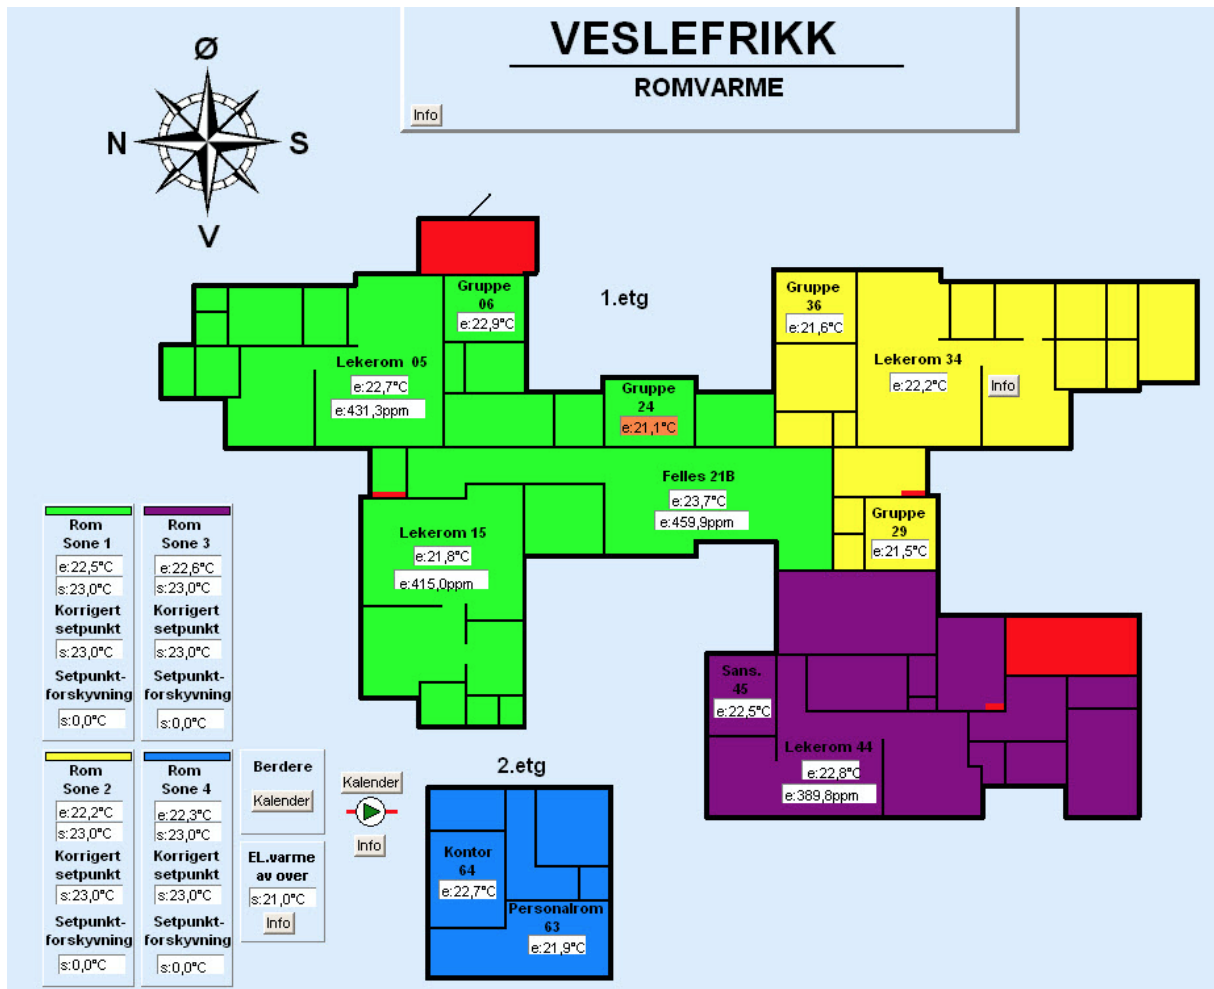 VESLEFRIKK
ROMVARME
Info
Ø
N
S
V
1.etg
Gruppe
06
e:22,9°C
Lekerom 05
e:22,7°C
e:431,3ppm
Gruppe
24
e:21,1°C
Gruppe
36
e:21,6°C
Lekerom 34
e:22,2°C
Info
Felles 21B
e:23,7°C
e:459,9ppm
Gruppe
29
e:21,5°C
Lekerom 15
e:21,8°C
e:415,0ppm
Sans.
45
e:22,5°C
Lekerom 44
e:22,8°C
e:389,8ppm
Rom
Sone 1
e:22,5°C
s:23,0°C
Korrigert
setpunkt
s:23,0°C
Setpunkt-
forskyvning
s:0,0°C
Rom
Sone 3
e:22,6°C
s:23,0°C
Korrigert
setpunkt
s:23,0°C
Setpunkt-
forskyvning
s:0,0°C
Rom
Sone 2
e:22,2°C
s:23,0°C
Korrigert
setpunkt
s:23,0°C
Setpunkt-
forskyvning
s:0,0°C
Rom
Sone 4
e:22,3°C
s:23,0°C
Korrigert
setpunkt
s:23,0°C
Setpunkt-
forskyvning
s:0,0°C
Berdere
Kalender
EL.varme
av over
s:21,0°C
Info
Kalender
Info
2.etg
Kontor
64
e:22,7°C
Personalrom
63
e:21,9°C